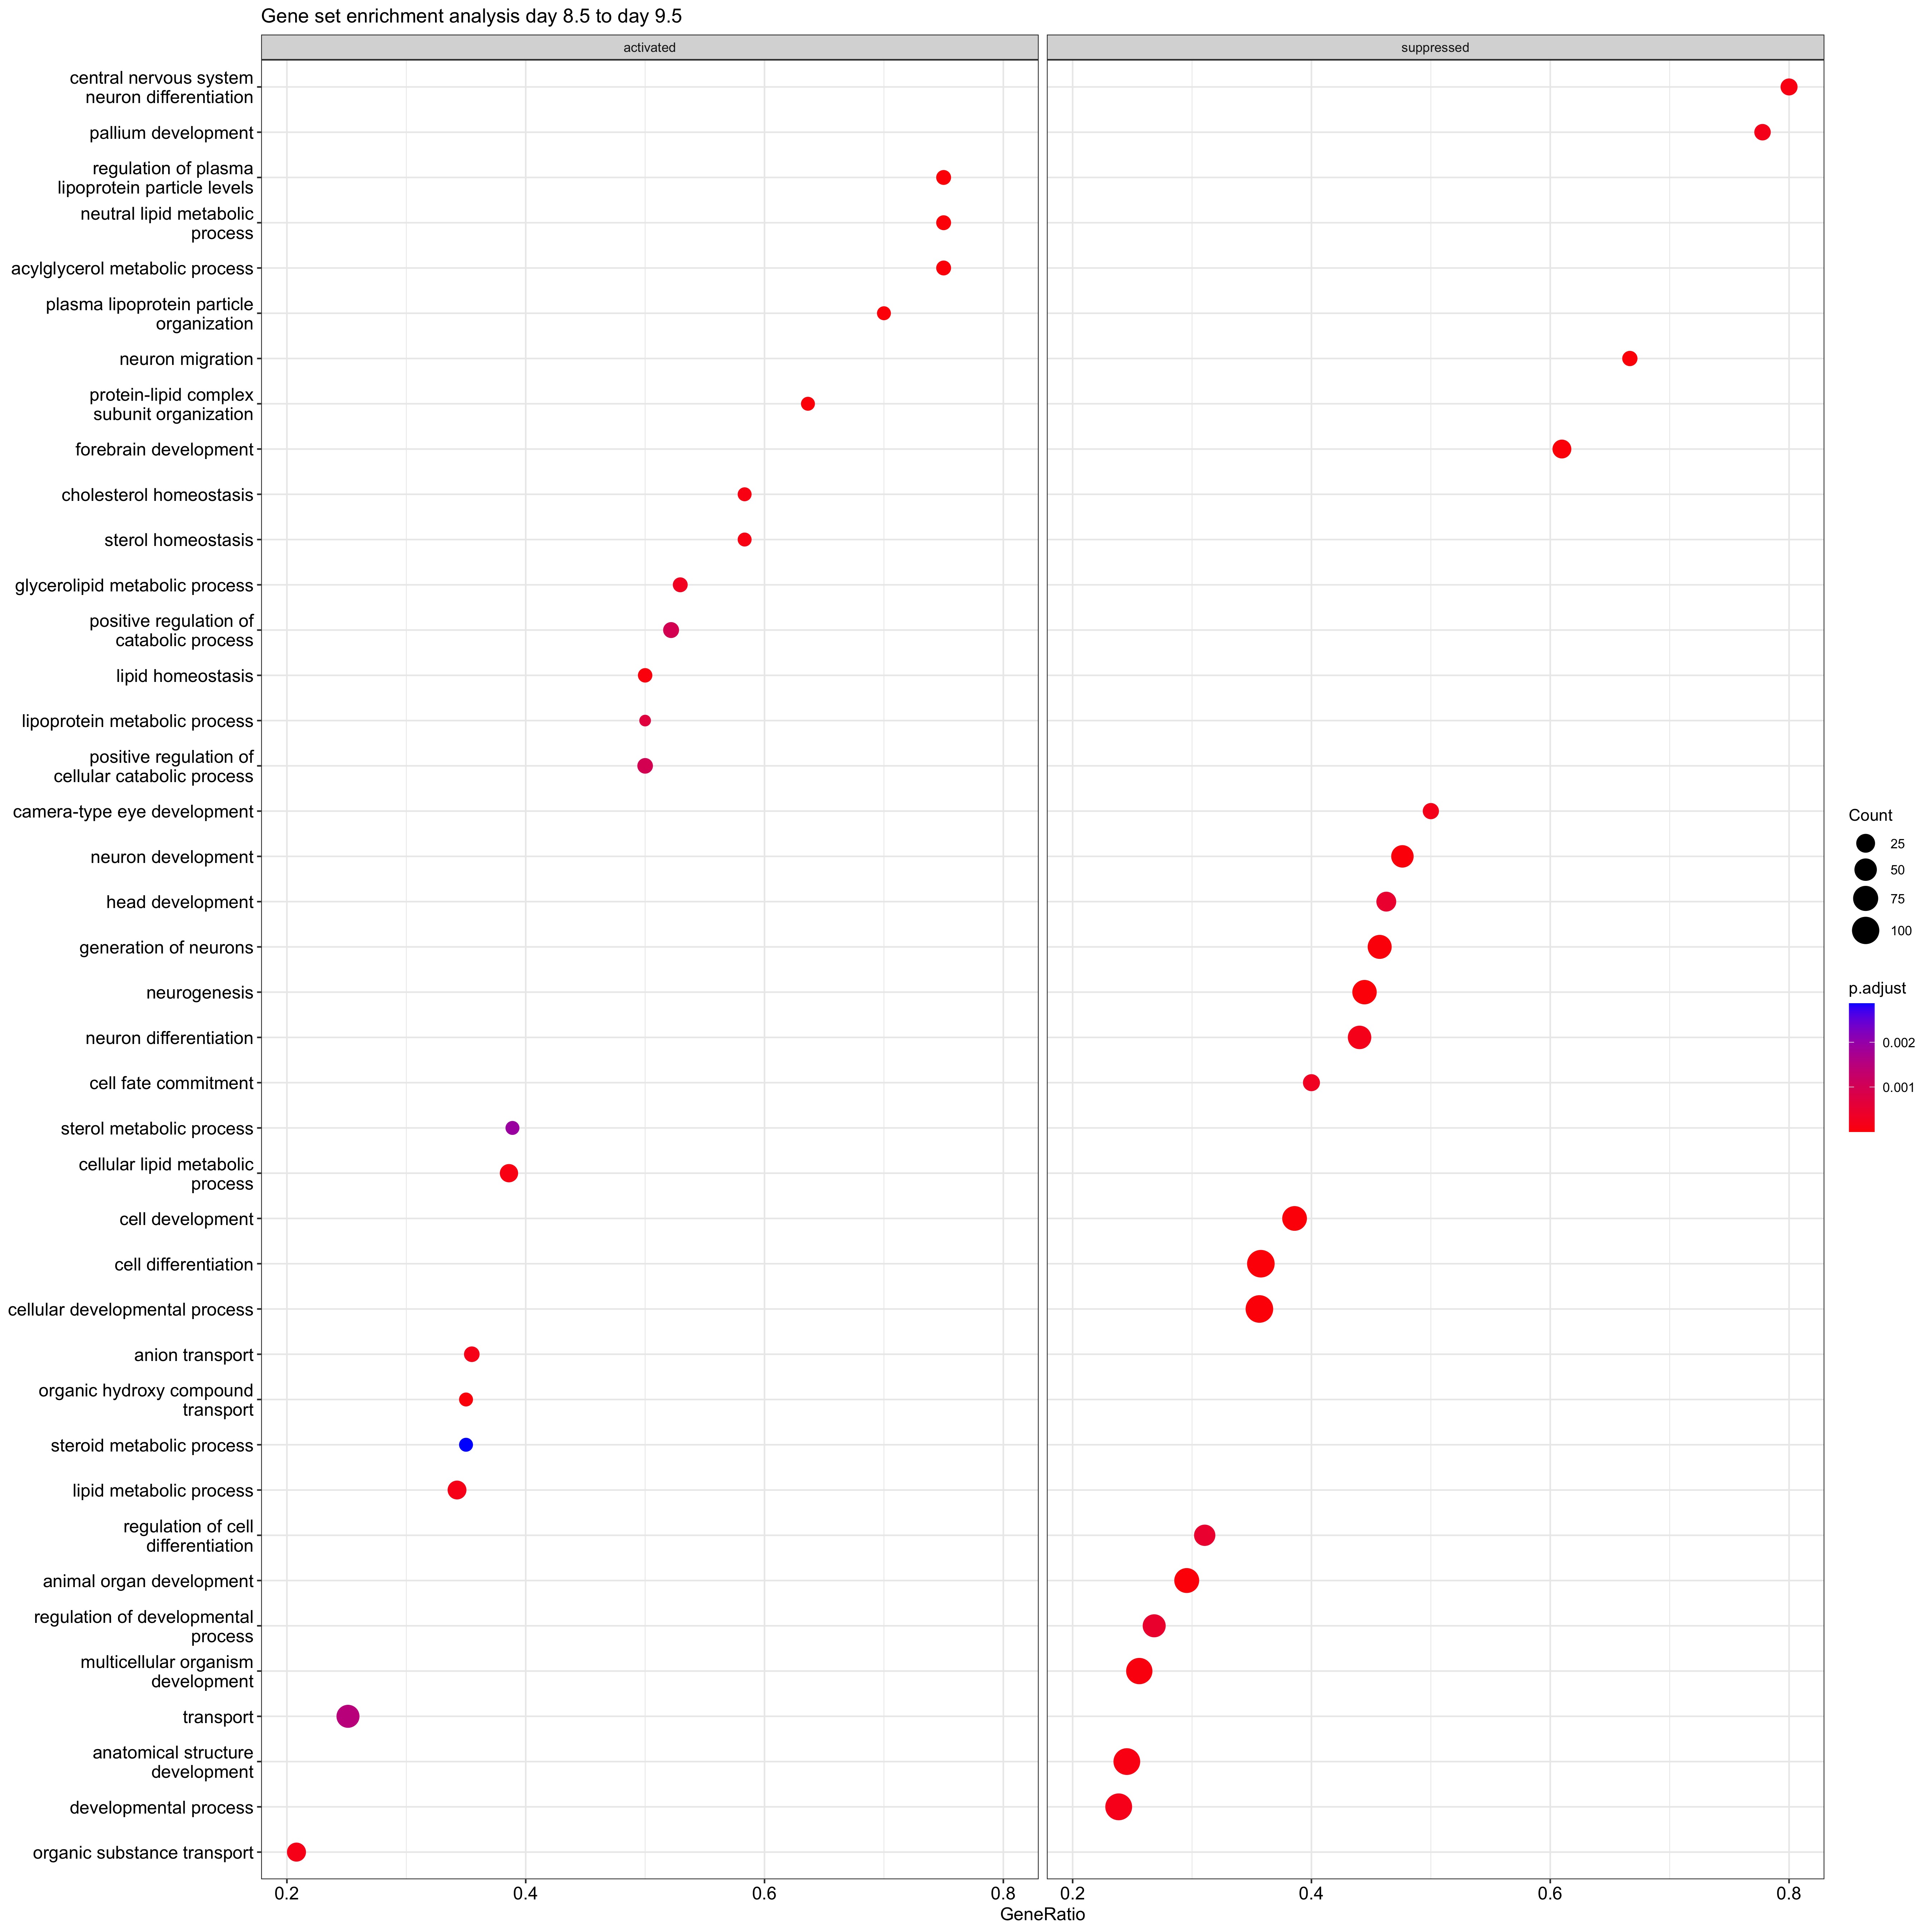 Gene set enrichment analysis day 8.5 to day 9.5
activated
suppressed
central nervous system
neuron differentiation
pallium development
regulation of plasma
lipoprotein particle levels
neutral lipid metabolic
process
acylglycerol metabolic process
plasma lipoprotein particle
organization
neuron migration
protein-lipid complex
subunit organization
forebrain development
cholesterol homeostasis
sterol homeostasis
glycerolipid metabolic process
positive regulation of
catabolic process
lipid homeostasis
lipoprotein metabolic process
positive regulation of
cellular catabolic process
camera-type eye development
neuron development
head development
generation of neurons
neurogenesis
neuron differentiation
cell fate commitment
sterol metabolic process
cellular lipid metabolic
process
cell development
cell differentiation
cellular developmental process
anion transport
organic hydroxy compound
transport
steroid metabolic process
lipid metabolic process
regulation of cell
differentiation
animal organ development
regulation of developmental
process
multicellular organism
development
transport
anatomical structure
development
developmental process
organic substance transport
0.2 0.4 0.6 0.8
0.2 0.4 0.6 0.8
GeneRatio
Count
25
50
75
100
p.adjust
0.002
0.001